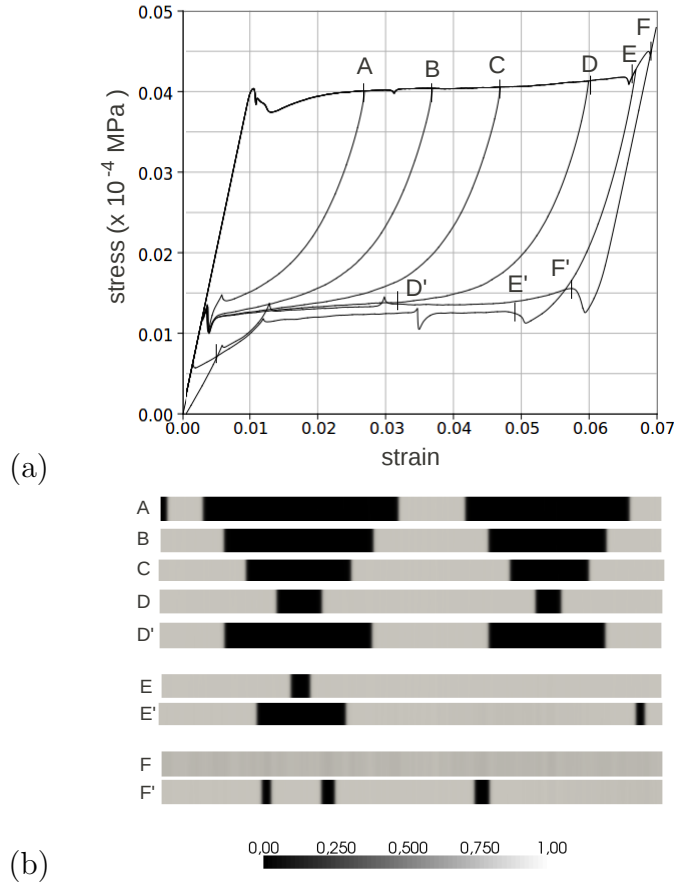 F
0.05
E
A B C D
0.04
stress (x 10⁻⁴ MPa)
0.03
0.02
D' E' F'
0.01
0.00
0.00 0.01 0.02 0.03 0.04 0.05 0.06 0.07
strain
(a)
A
B
C
D
D'
E
E'
F
F'
0,00 0,250 0,500 0,750 1,00
(b)